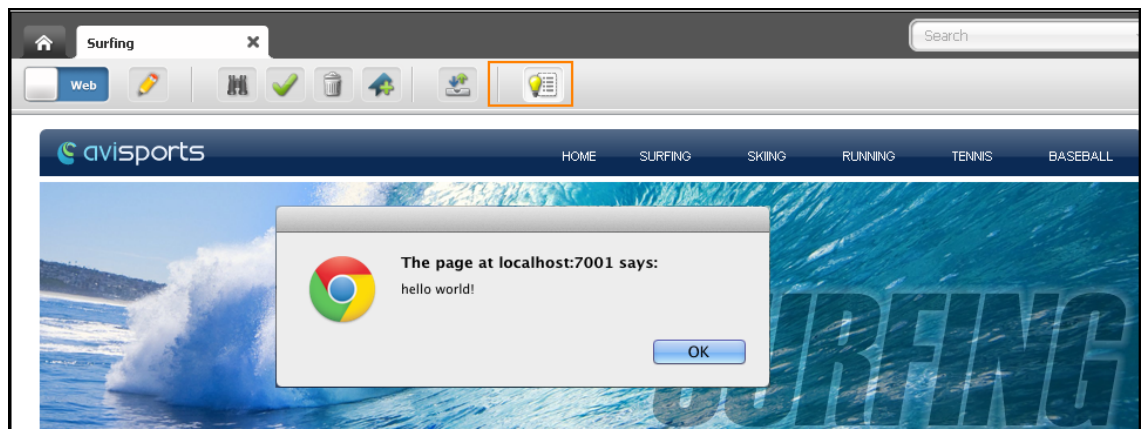 Surfing
Search
Web
avisports
HOME SURFING SKIING RUNNING TENNIS BASEBALL
The page at localhost:7001 says:
hello world!
OK
SURFING